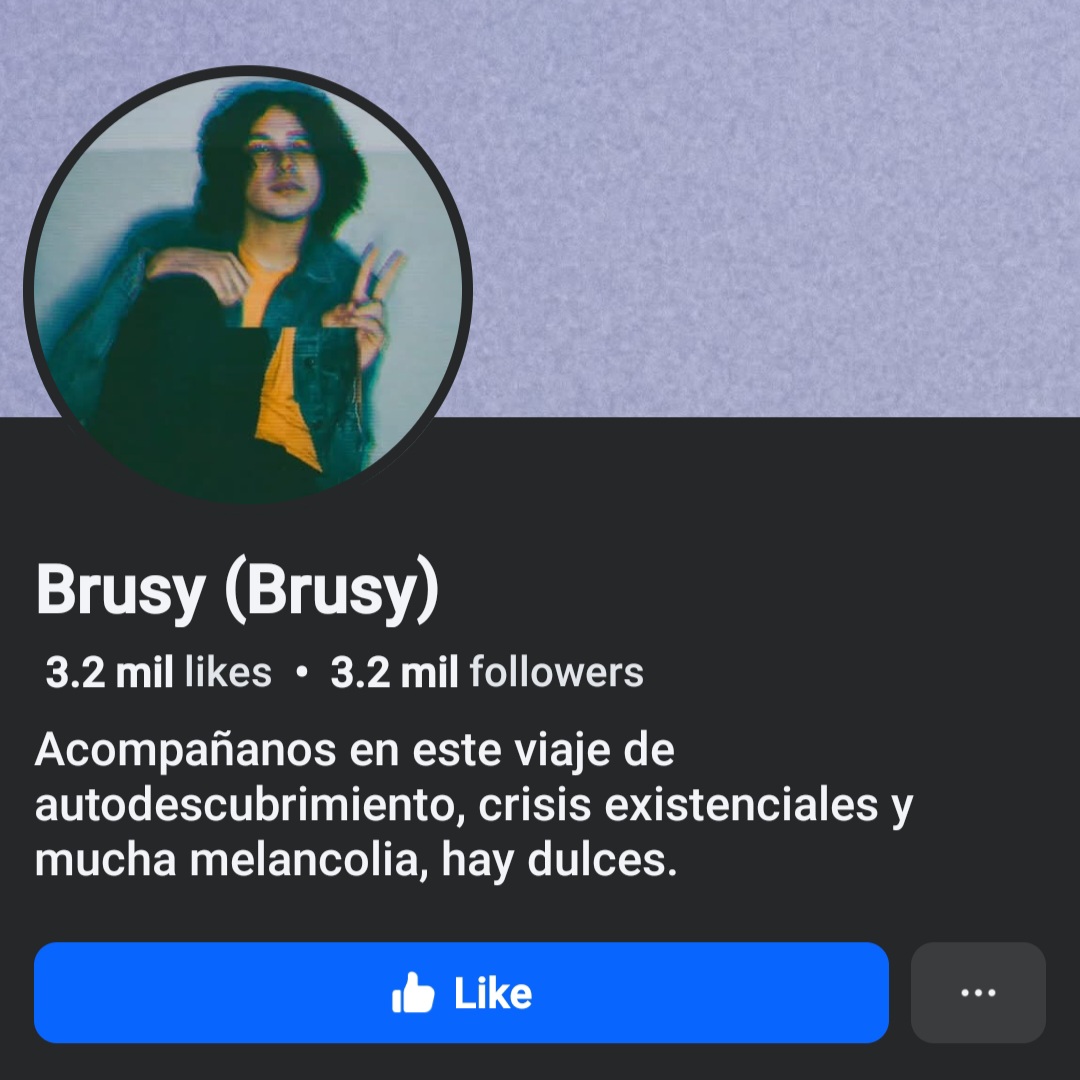 Brusy (Brusy)
3.2 mil likes • 3.2 mil followers
Acompañanos en este viaje de
autodescubrimiento, crisis existenciales y
mucha melancolia, hay dulces.
Like